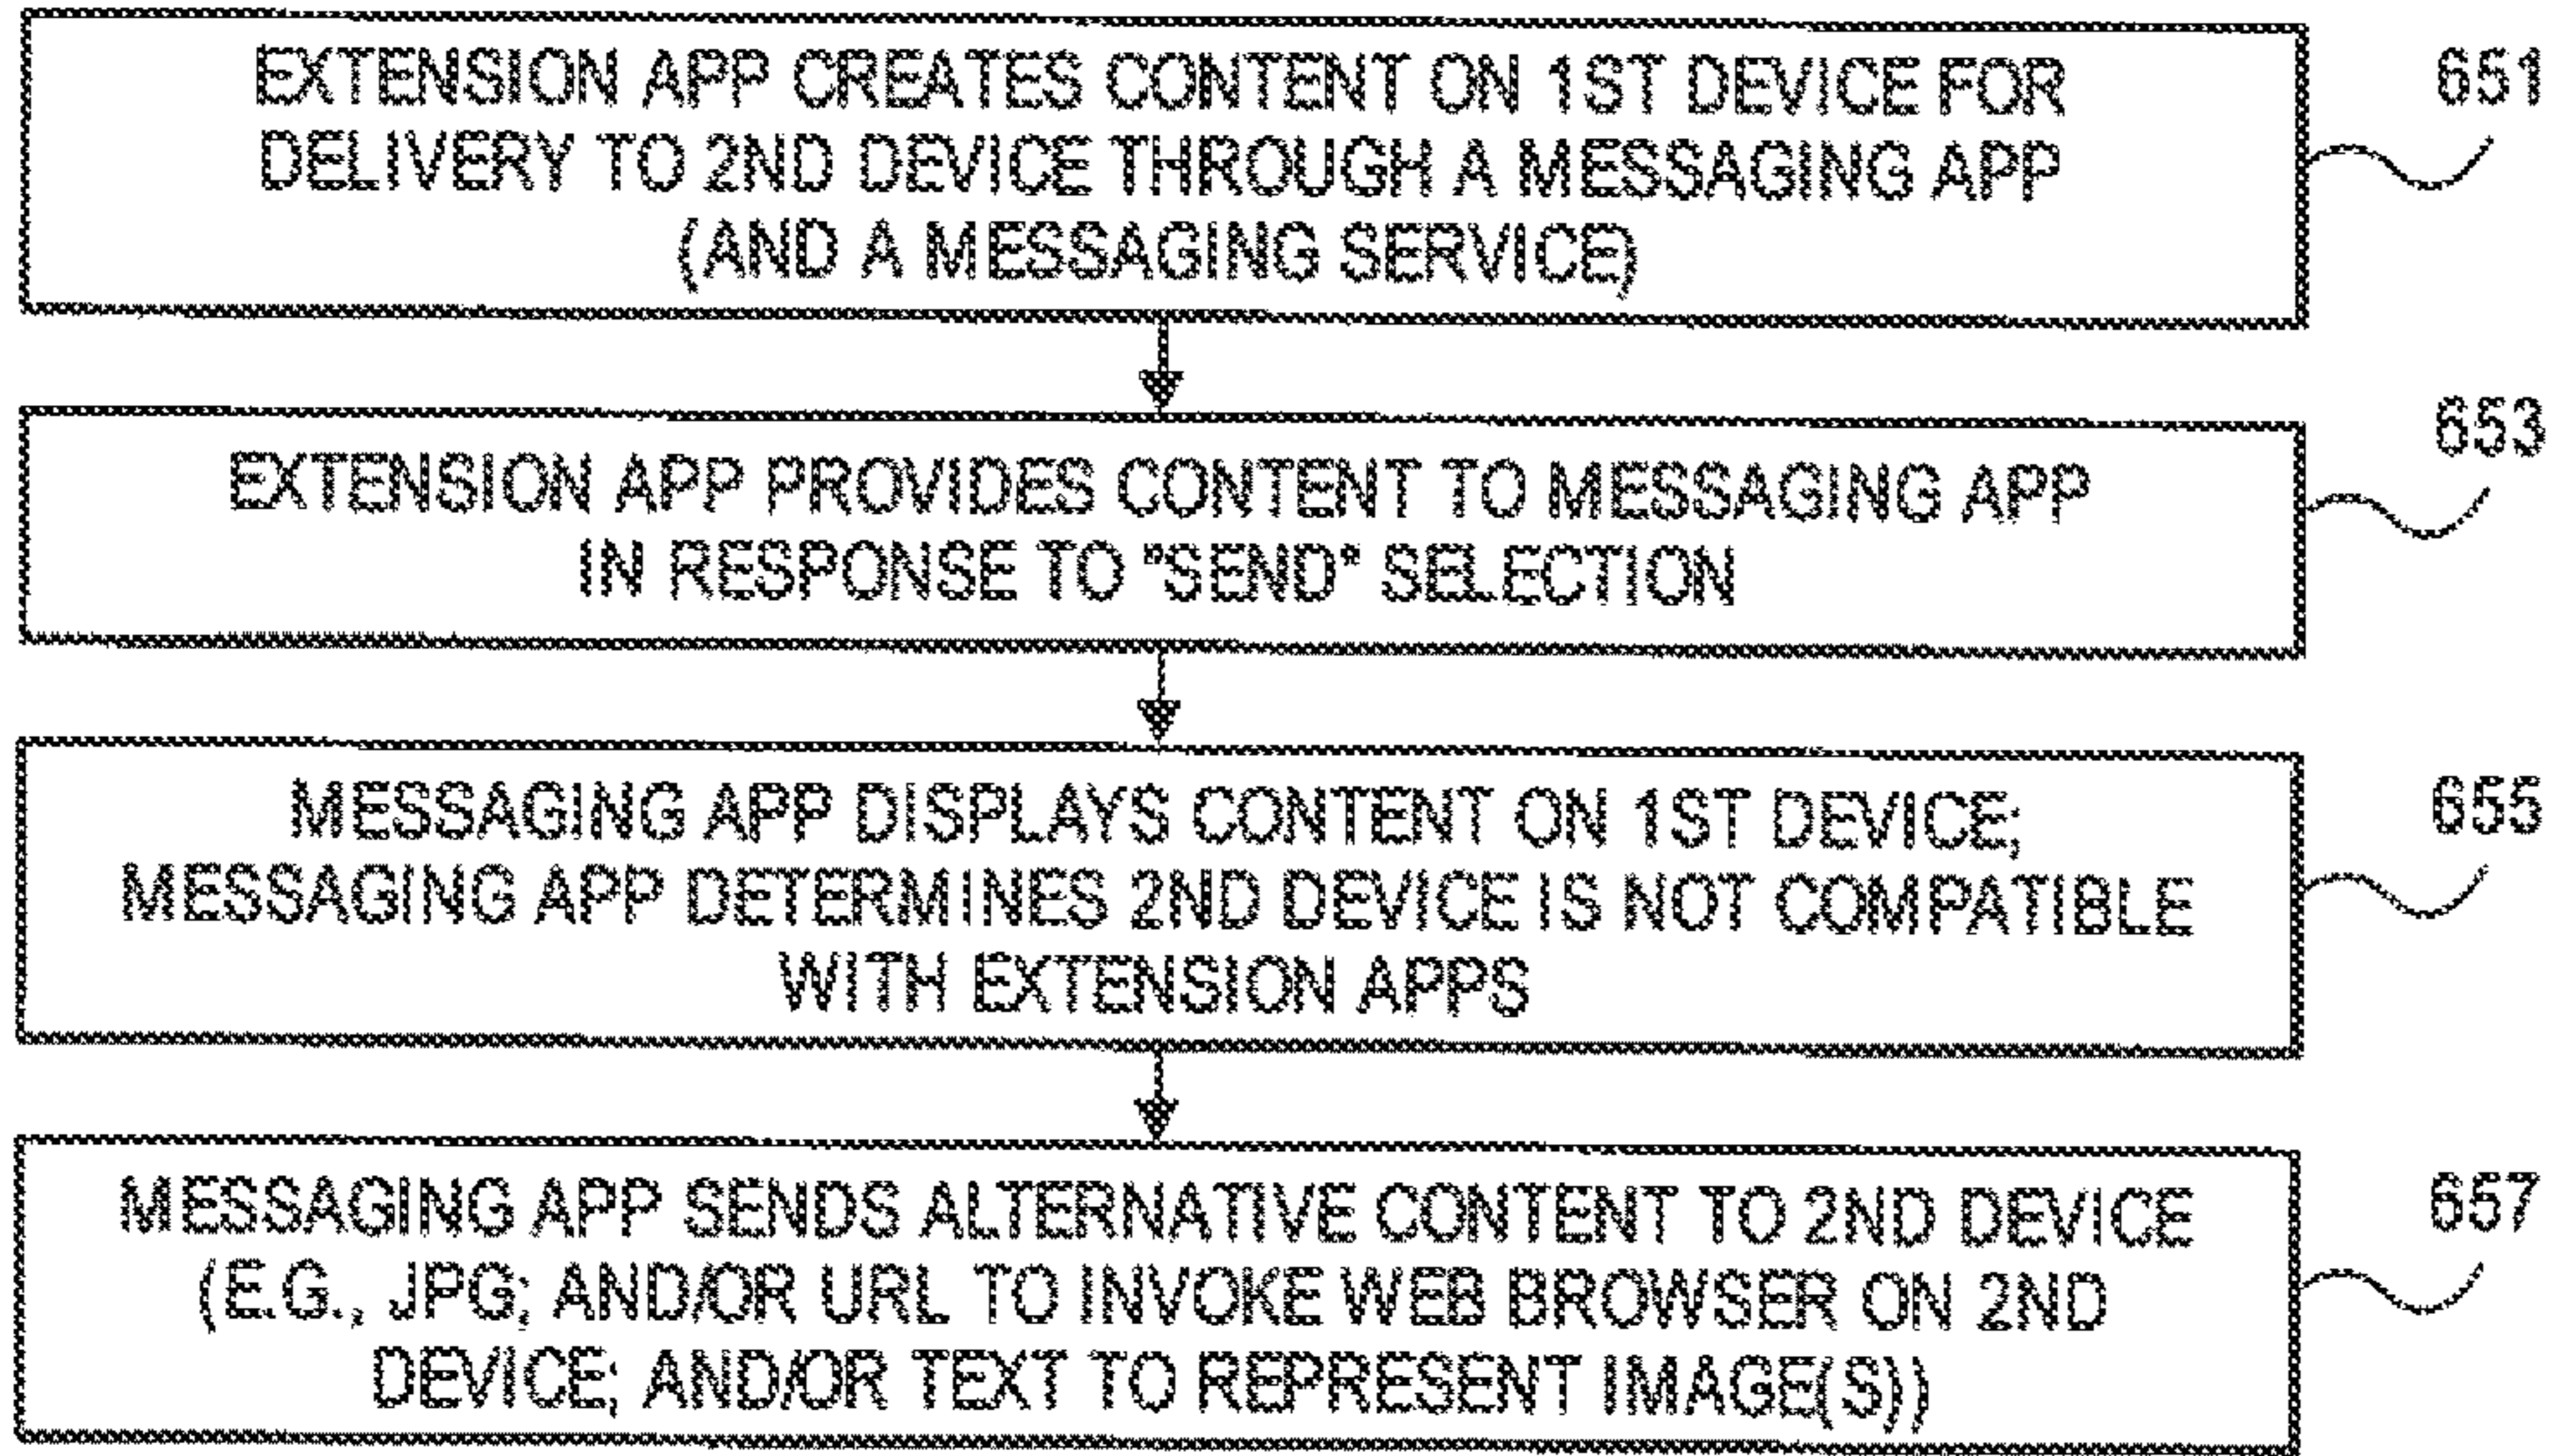 EXTENSION APP CREATES CONTENT ON 1ST DEVICE FOR
DELIVERY TO 2ND DEVICE THROUGH A MESSAGING APP
(AND A MESSAGING SERVICE)
651
EXTENSION APP PROVIDES CONTENT TO MESSAGING APP
IN RESPONSE TO "SEND" SELECTION
653
MESSAGING APP DISPLAYS CONTENT ON 1ST DEVICE;
MESSAGING APP DETERMINES 2ND DEVICE IS NOT COMPATIBLE
WITH EXTENSION APPS
655
MESSAGING APP SENDS ALTERNATIVE CONTENT TO 2ND DEVICE
(E.G., JPG; AND/OR URL TO INVOKE WEB BROWSER ON 2ND
DEVICE; AND/OR TEXT TO REPRESENT IMAGE(S))
657